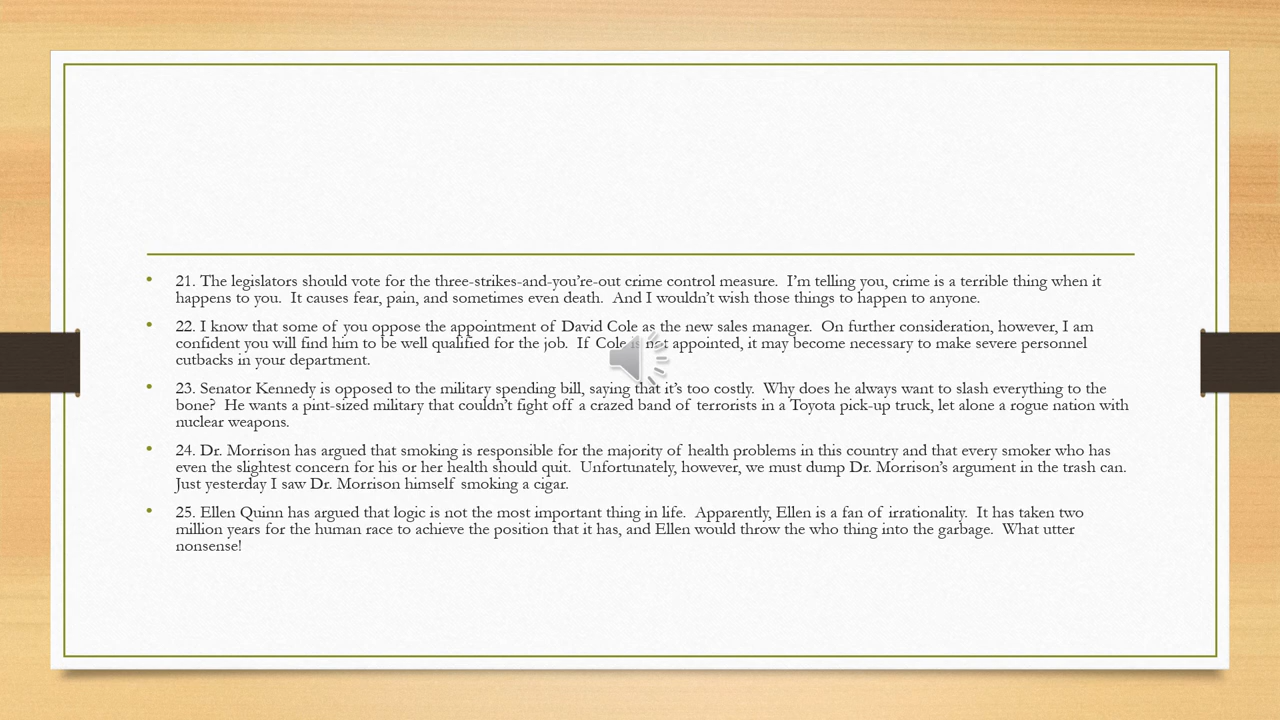 • 21. The legislators should vote for the three-strikes-and-you’re-out crime control measure.  I’m telling you, crime is a terrible thing when it
happens to you.  It causes fear, pain, and sometimes even death.  And I wouldn’t wish those things to happen to anyone.
• 22. I know that some of you oppose the appointment of David Cole as the new sales manager.  On further consideration, however, I am
confident you will find him to be well qualified for the job.  If Cole is not appointed, it may become necessary to make severe personnel
cutbacks in your department.
• 23. Senator Kennedy is opposed to the military spending bill, saying that it’s too costly.  Why does he always want to slash everything to the
bone?  He wants a pint-sized military that couldn’t fight off a crazed band of terrorists in a Toyota pick-up truck, let alone a rogue nation with
nuclear weapons.
• 24. Dr. Morrison has argued that smoking is responsible for the majority of health problems in this country and that every smoker who has
even the slightest concern for his or her health should quit.  Unfortunately, however, we must dump Dr. Morrison’s argument in the trash can.
Just yesterday I saw Dr. Morrison himself smoking a cigar.
• 25. Ellen Quinn has argued that logic is not the most important thing in life.  Apparently, Ellen is a fan of irrationality.  It has taken two
million years for the human race to achieve the position that it has, and Ellen would throw the who thing into the garbage.  What utter
nonsense!